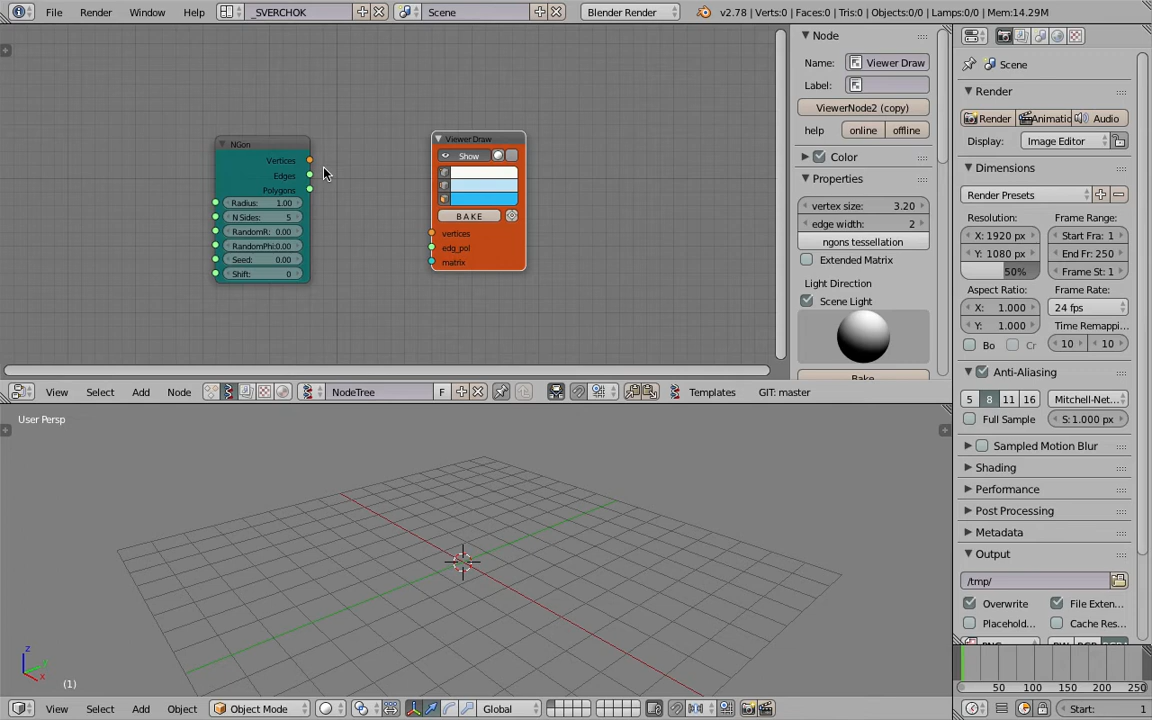 File Render Window Help _SVERCHOK Scene Blender Render v2.78 | Verts:0 | Faces:0 | Tris:0 | Objects:0/0 | Lamps:0/0 | Mem:14.29M
NGon
Vertices
Edges
Polygons
Radius: 1.00
N Sides: 5
RandomR: 0.00
RandomPhi:0.00
Seed: 0.00
Shift: 0
Viewer Draw
Show
BAKE
vertices
edg_pol
matrix
Node
Name: Viewer Draw
Label:
ViewerNode2 (copy)
help online offline
Color
Properties
vertex size: 3.20
edge width: 2
ngons tessellation
Extended Matrix
Light Direction
Scene Light
Bake
View Select Add Node NodeTree F Templates GIT: master
User Persp
(1)
View Select Add Object Object Mode Global
Scene
Render
Render Animatic Audio
Display: Image Editor
Dimensions
Render Presets
Resolution: Frame Range:
X: 1920 px Start Fra: 1
Y: 1080 px End Fr: 250
50% Frame St: 1
Aspect Ratio: Frame Rate:
X: 1.000 24 fps
Y: 1.000 Time Remappi...
Bo Cr 10 10
Anti-Aliasing
5 8 11 16 Mitchell-Net...
Full Sample S:1.000 px
Sampled Motion Blur
Shading
Performance
Post Processing
Metadata
Output
/tmp/
Overwrite File Exten...
Placehold... Cache Res...
50 100 150 200 250
Start: 1